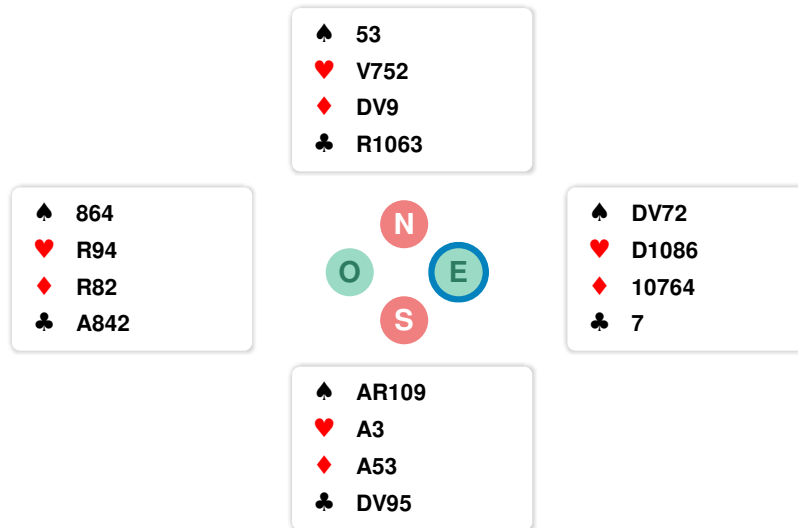 ♠ 53
♥ V752
♦ DV9
♣ R1063
♠ 864
♥ R94
♦ R82
♣ A842
N
O
E
S
♠ DV72
♥ D1086
♦ 10764
♣ 7
♠ AR109
♥ A3
♦ A53
♣ DV95